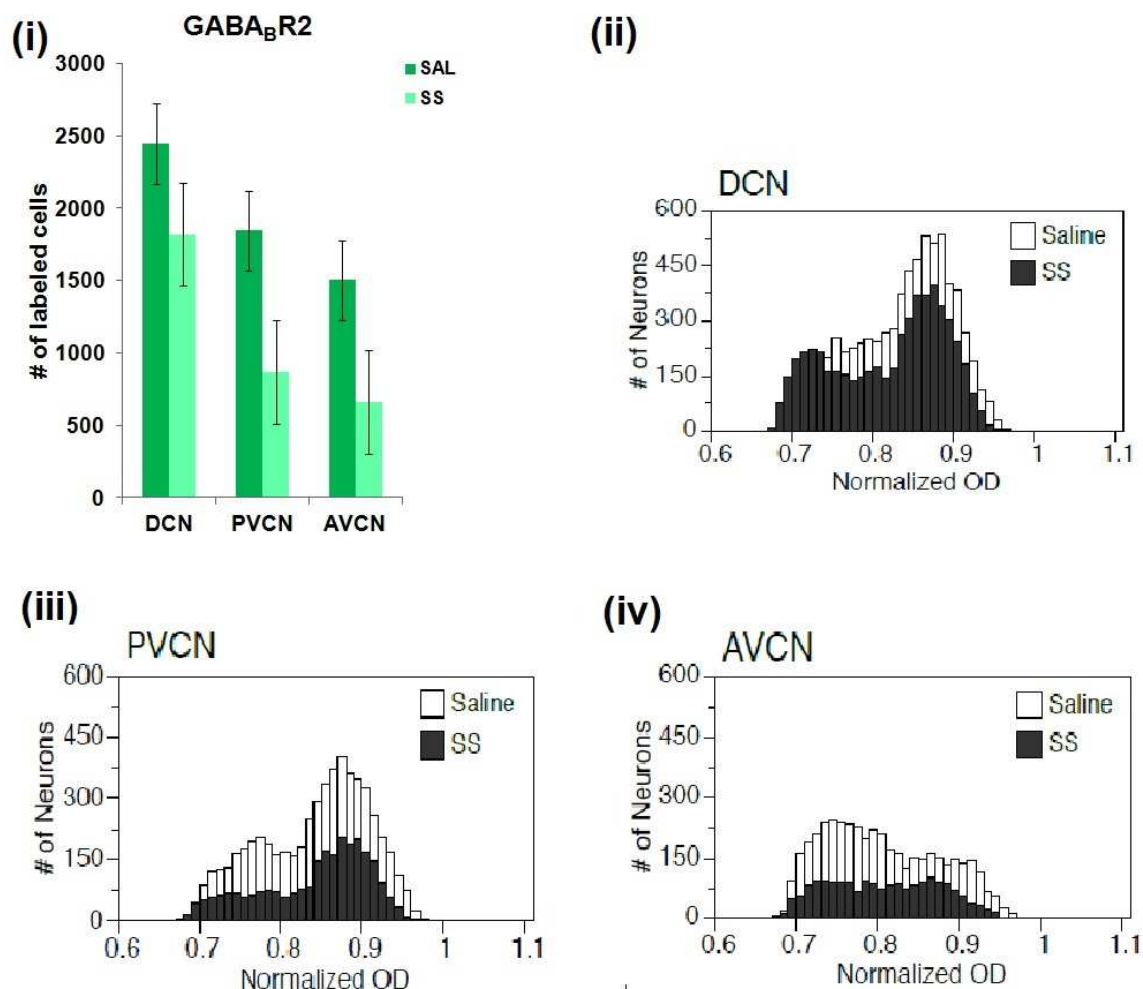 (i)
GABA_BR2
SAL
SS
3000
2500
2000
1500
1000
500
0
# of labeled cells
DCN PVCN AVCN
(ii)
DCN
600
450
300
150
0
# of Neurons
Saline
SS
0.6 0.7 0.8 0.9 1 1.1
Normalized OD
(iii)
PVCN
600
450
300
150
0
# of Neurons
Saline
SS
0.6 0.7 0.8 0.9 1 1.1
Normalized OD
(iv)
AVCN
600
450
300
150
0
# of Neurons
Saline
SS
0.6 0.7 0.8 0.9 1 1.1
Normalized OD